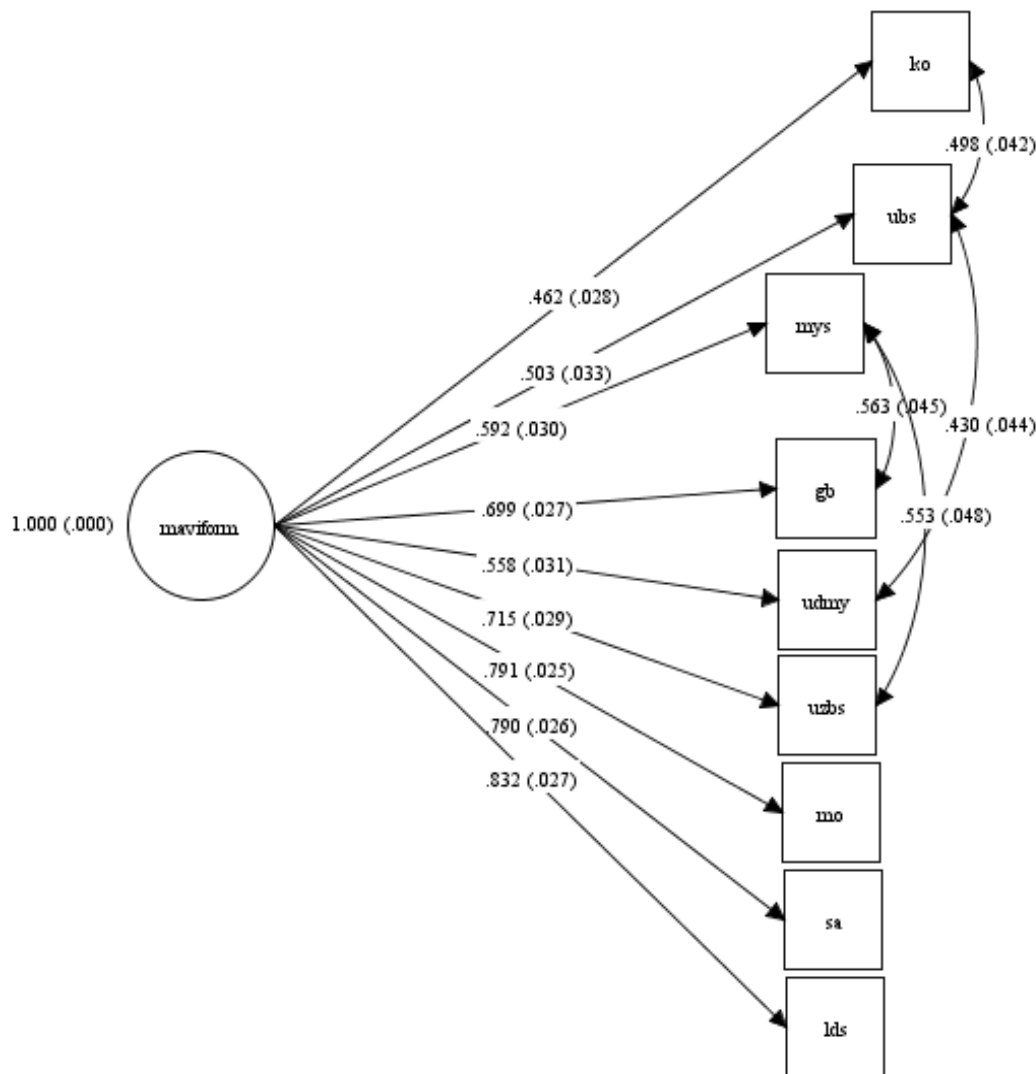 ko
.498 (.042)
ubs
.462 (.028)
mys
.503 (.033)
.563 (.045)
.430 (.044)
.592 (.030)
gb
.699 (.027)
.553 (.048)
1.000 (.000)
maviform
.558 (.031)
udmy
.715 (.029)
.791 (.025)
uzbs
.790 (.026)
.832 (.027)
mo
sa
lds